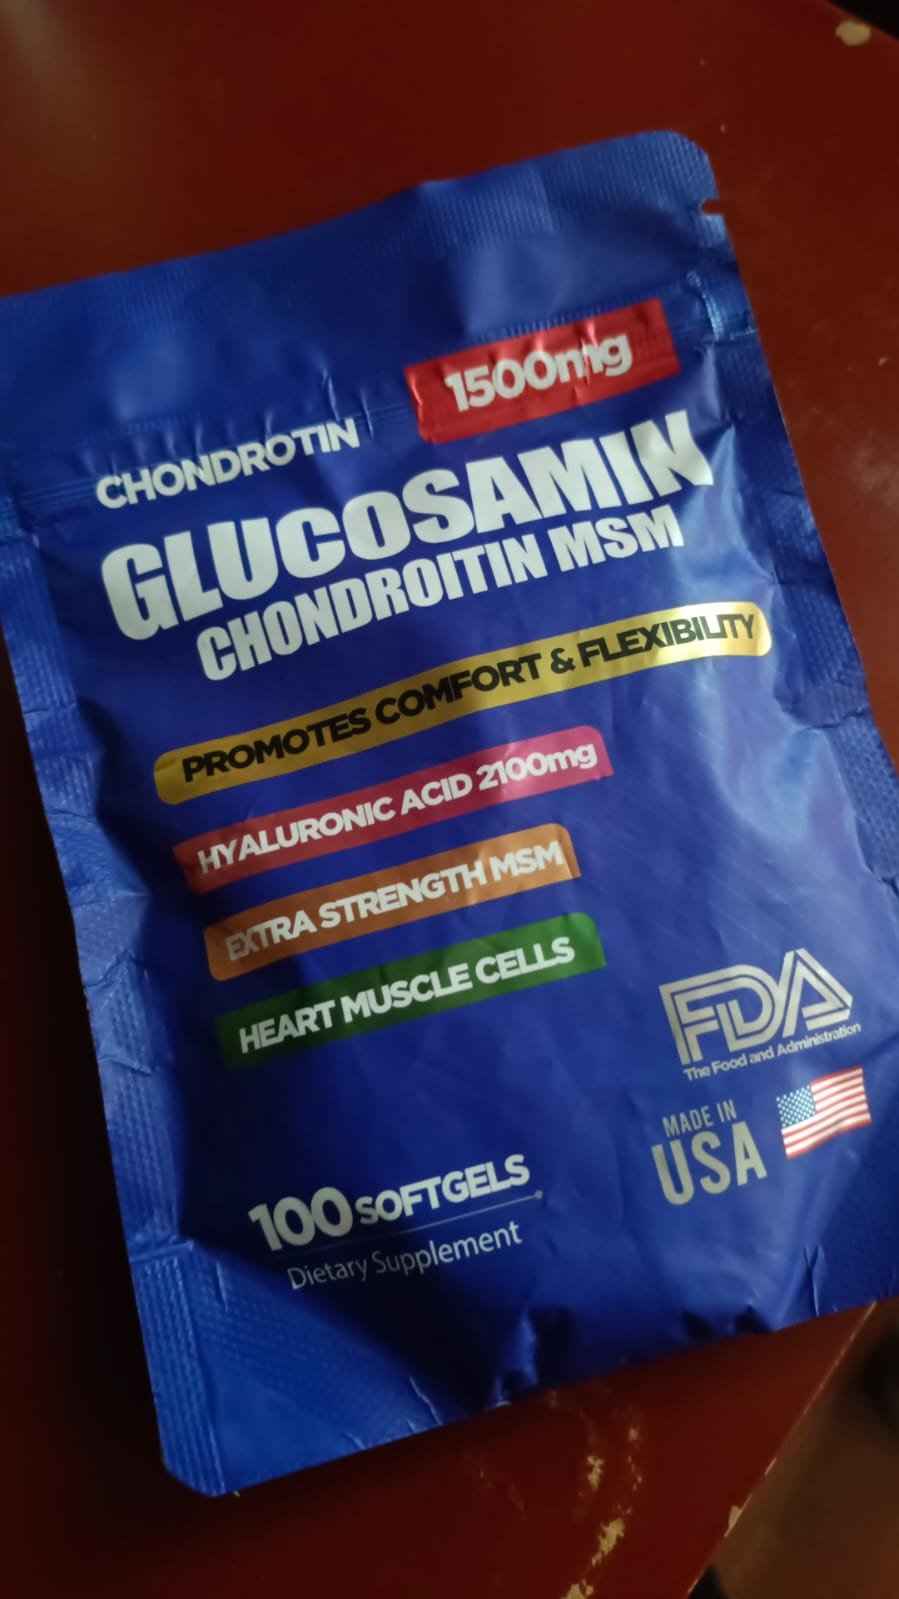 1500mg
CHONDROTIN
GLUCOSAMIN
CHONDROITIN MSM
PROMOTES COMFORT & FLEXIBILITY
HYALURONIC ACID 2100mg
EXTRA STRENGTH MSM
HEART MUSCLE CELLS
FDA
The Food and Administration
MADE IN
USA
100 SOFTGELS
Dietary Supplement